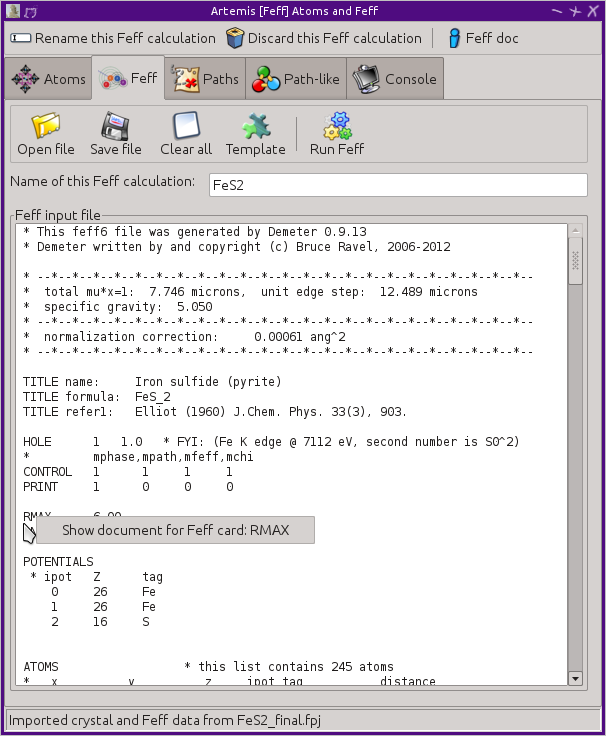 Artemis [Feff] Atoms and Feff
Rename this Feff calculation Discard this Feff calculation Feff doc
Atoms Feff Paths Path-like Console
Open file Save file Clear all Template Run Feff
Name of this Feff calculation: FeS2
Feff input file
* This feff6 file was generated by Demeter 0.9.13
* Demeter written by and copyright (c) Bruce Ravel, 2006-2012
* --*--*--*--*--*--*--*--*--*--*--*--*--*--*--*--*--*--*--*--*--*--*--*--
*  total mu*x=1:  7.746 microns,  unit edge step:  12.489 microns
*  specific gravity:  5.050
* --*--*--*--*--*--*--*--*--*--*--*--*--*--*--*--*--*--*--*--*--*--*--*--
*  normalization correction:     0.00061 ang^2
* --*--*--*--*--*--*--*--*--*--*--*--*--*--*--*--*--*--*--*--*--*--*--*--
TITLE name:     Iron sulfide (pyrite)
TITLE formula:  FeS_2
TITLE refer1:   Elliot (1960) J.Chem. Phys. 33(3), 903.
HOLE      1   1.0   * FYI: (Fe K edge @ 7112 eV, second number is S0^2)
*         mphase,mpath,mfeff,mchi
CONTROL   1      1     1     1
PRINT     1      0     0     0
RMAX      6.00
Show document for Feff card: RMAX
POTENTIALS
* ipot   Z      tag
0     26     Fe
1     26     Fe
2     16     S
ATOMS                  * this list contains 245 atoms
*   x          y          z     ipot tag           distance
Imported crystal and Feff data from FeS2_final.fpj